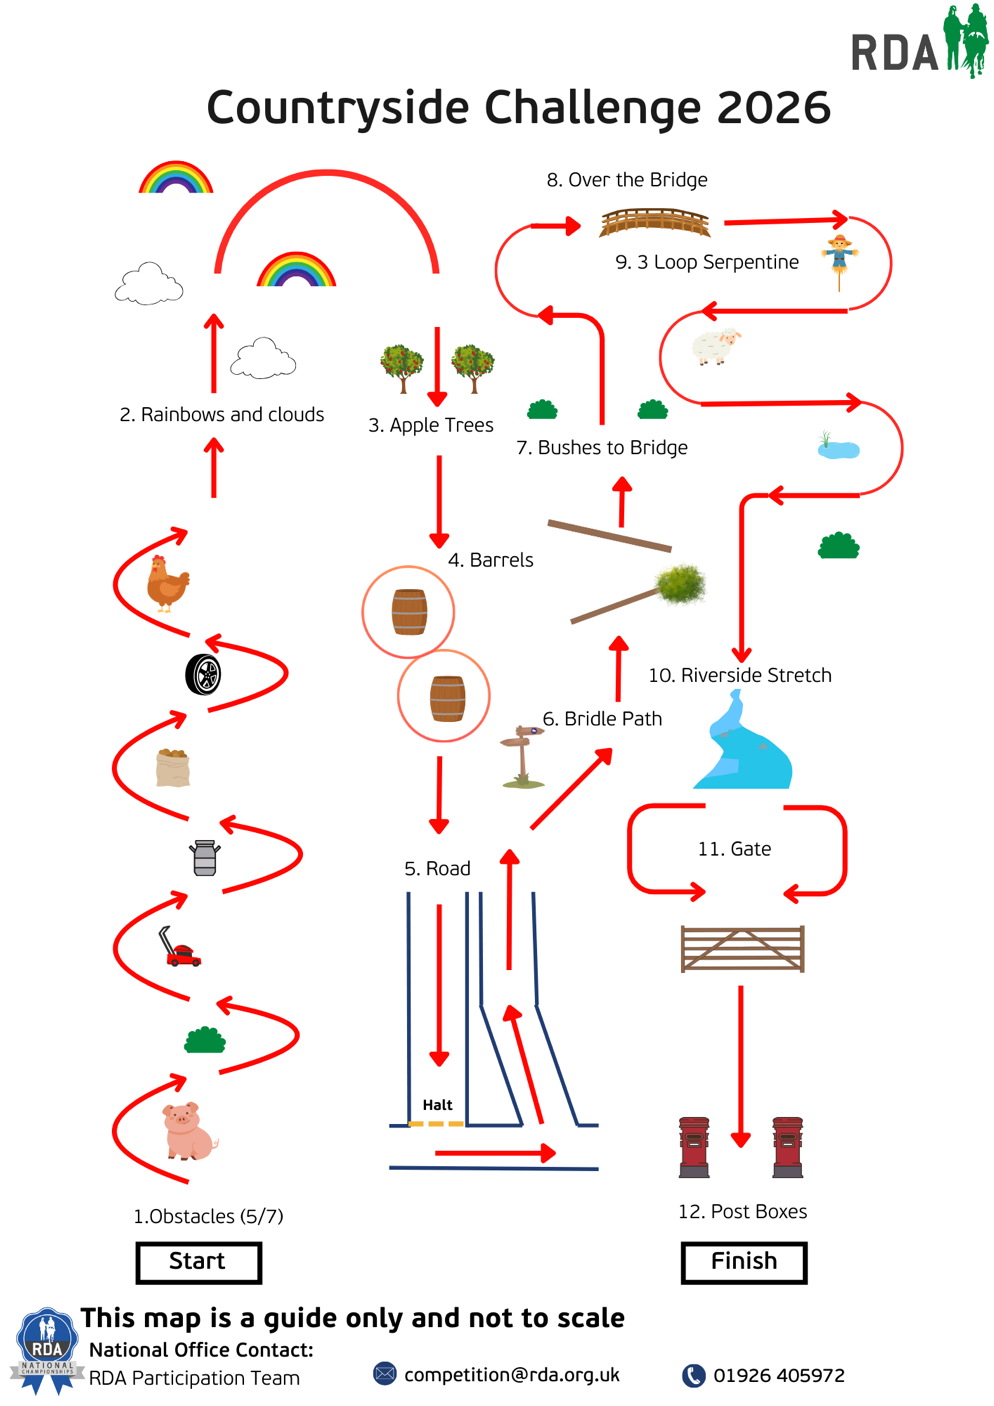 RDA
Countryside Challenge 2026
8. Over the Bridge
9. 3 Loop Serpentine
2. Rainbows and clouds
3. Apple Trees
7. Bushes to Bridge
4. Barrels
10. Riverside Stretch
6. Bridle Path
11. Gate
5. Road
Halt
1.Obstacles (5/7)
12. Post Boxes
Start
Finish
This map is a guide only and not to scale
RDA
NATIONAL
CHAMPIONSHIPS
National Office Contact:
RDA Participation Team
competition@rda.org.uk
01926 405972